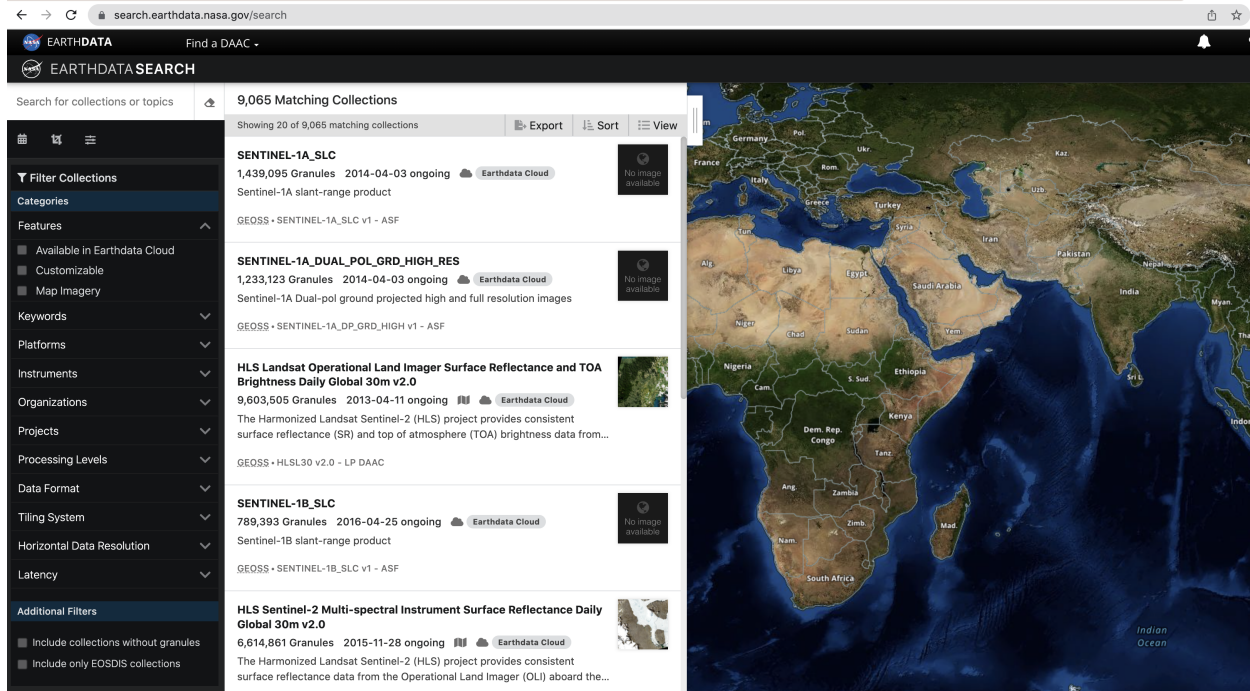 search.earthdata.nasa.gov/search
EARTHDATA
Find a DAAC
EARTHDATA SEARCH
Search for collections or topics
Filter Collections
Categories
Features
Available in Earthdata Cloud
Customizable
Map Imagery
Keywords
Platforms
Instruments
Organizations
Projects
Processing Levels
Data Format
Tiling System
Horizontal Data Resolution
Latency
Additional Filters
Include collections without granules
Include only EOSDIS collections
9,065 Matching Collections
Showing 20 of 9,065 matching collections
Export
Sort
View
SENTINEL-1A_SLC
1,439,095 Granules 2014-04-03 ongoing Earthdata Cloud
Sentinel-1A slant-range product
GEOSS • SENTINEL-1A_SLC v1 - ASF
No image
available
SENTINEL-1A_DUAL_POL_GRD_HIGH_RES
1,233,123 Granules 2014-04-03 ongoing Earthdata Cloud
Sentinel-1A Dual-pol ground projected high and full resolution images
GEOSS • SENTINEL-1A_DP_GRD_HIGH v1 - ASF
No image
available
HLS Landsat Operational Land Imager Surface Reflectance and TOA
Brightness Daily Global 30m v2.0
9,603,505 Granules 2013-04-11 ongoing Earthdata Cloud
The Harmonized Landsat Sentinel-2 (HLS) project provides consistent
surface reflectance (SR) and top of atmosphere (TOA) brightness data from...
GEOSS • HLSL30 v2.0 - LP DAAC
SENTINEL-1B_SLC
789,393 Granules 2016-04-25 ongoing Earthdata Cloud
Sentinel-1B slant-range product
GEOSS • SENTINEL-1B_SLC v1 - ASF
No image
available
HLS Sentinel-2 Multi-spectral Instrument Surface Reflectance Daily
Global 30m v2.0
6,614,861 Granules 2015-11-28 ongoing Earthdata Cloud
The Harmonized Landsat Sentinel-2 (HLS) project provides consistent
surface reflectance data from the Operational Land Imager (OLI) aboard the...
Germany
Pol.
Ukr.
Kaz.
France
Rom.
Italy
Uzb.
Greece
Turkey
Tun.
Syria
Iran
Pakistan
Nepal
Alg.
Libya
Egypt
Saudi Arabia
India
Myan.
Niger
Chad
Sudan
Yem.
Tha
Nigeria
Cam.
S. Sud.
Ethiopia
Sri L.
Kenya
Indo
Dem. Rep.
Congo
Tanz.
Ang.
Zambia
Zimb.
Mad.
Nam.
South Africa
Indian
Ocean